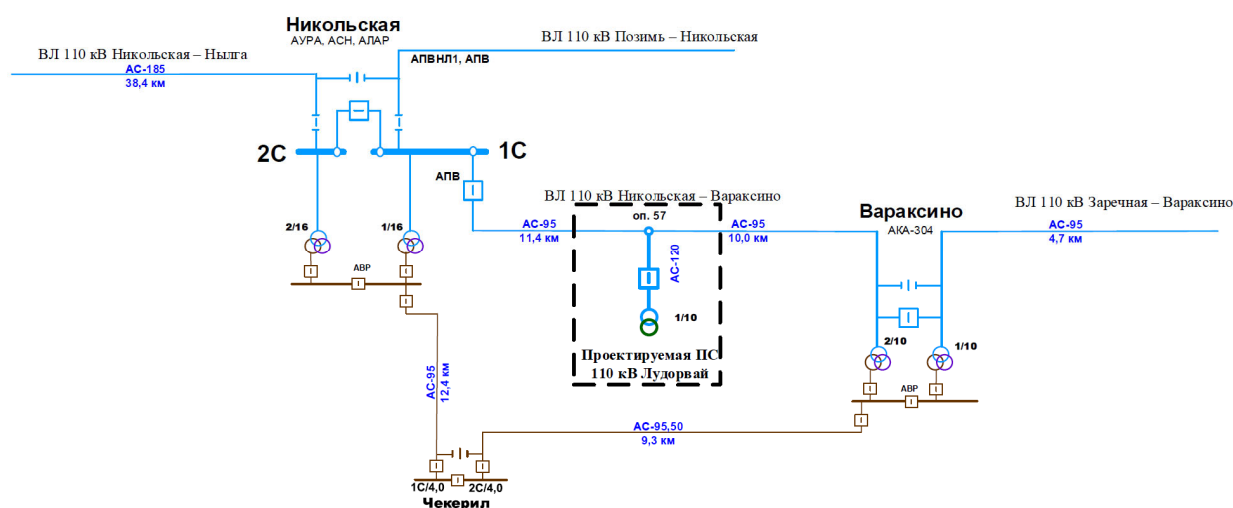 Никольская
АУРА, АСН, АЛАР
ВЛ 110 кВ Позимь – Никольская
ВЛ 110 кВ Никольская – Нылга
АПВНЛ1, АПВ
АС-185
38,4 км
2С
1С
АПВ
ВЛ 110 кВ Никольская – Вараксино
оп. 57
АС-95
11,4 км
АС-95
10,0 км
Вараксино
АКА-304
ВЛ 110 кВ Заречная – Вараксино
АС-95
4,7 км
2/16
1/16
АВР
АС-120
1/10
Проектируемая ПС
110 кВ Лудорвай
2/10
1/10
АВР
АС-95
12,4 км
АС-95,50
9,3 км
1С/4,0
2С/4,0
Чекерил